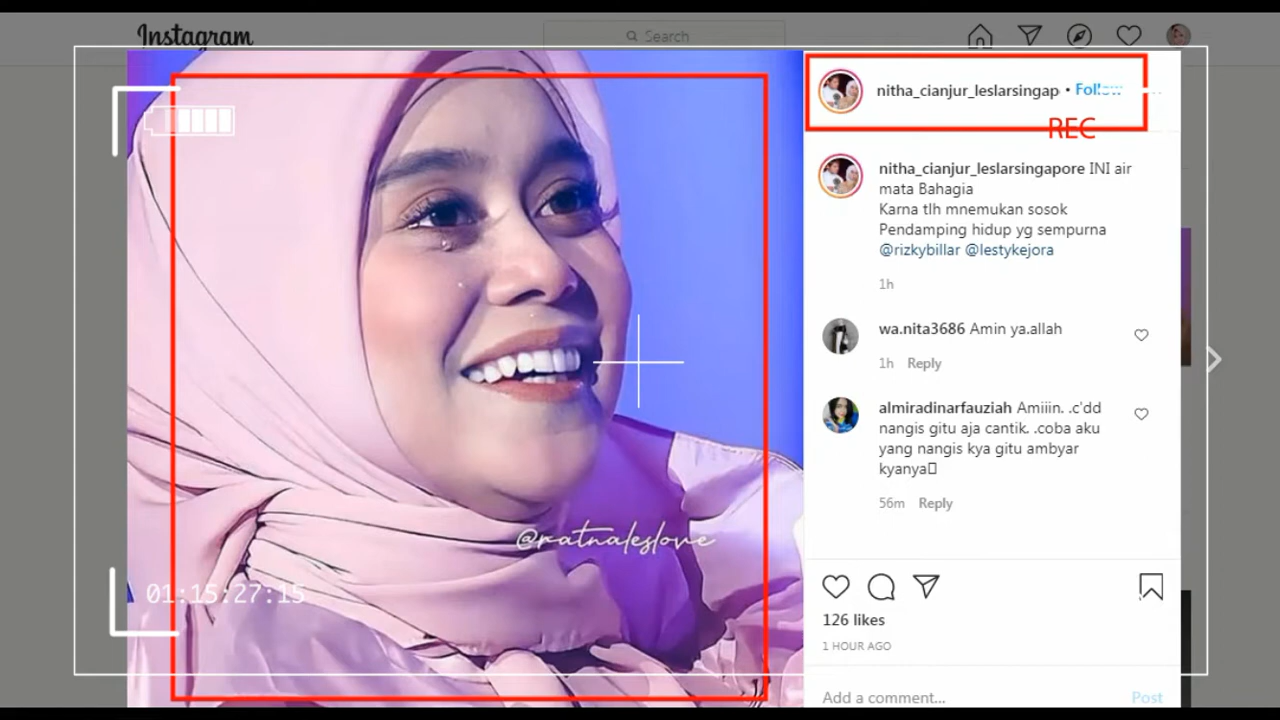 Instagram
Search
nitha_cianjur_leslarsingap • Follow
REC
nitha_cianjur_leslarsingapore INI air
mata Bahagia
Karna tlh mnemukan sosok
Pendamping hidup yg sempurna
@rizkybillar @lestykejora
1h
wa.nita3686 Amin ya.allah
1h Reply
almiradinarfauziah Amiiin. .c'dd
nangis gitu aja cantik. .coba aku
yang nangis kya gitu ambyar
kyanya
56m Reply
@ratnaleslove
01:15:27:15
126 likes
1 HOUR AGO
Add a comment... Post